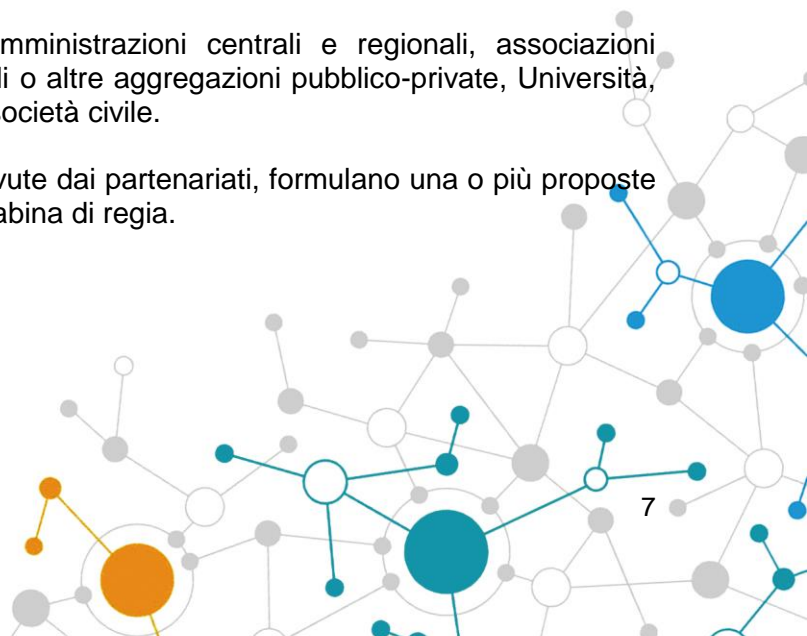 mministrazioni centrali e regionali, associazioni
li o altre aggregazioni pubblico-private, Università,
società civile.
vute dai partenariati, formulano una o più proposte
abina di regia.
7